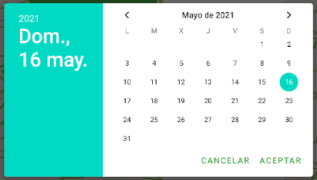 2021
Dom.,
16 may.
Mayo de 2021
L M X J V S D
1 2
3 4 5 6 7 8 9
10 11 12 13 14 15 16
17 18 19 20 21 22 23
24 25 26 27 28 29 30
31
CANCELAR ACEPTAR